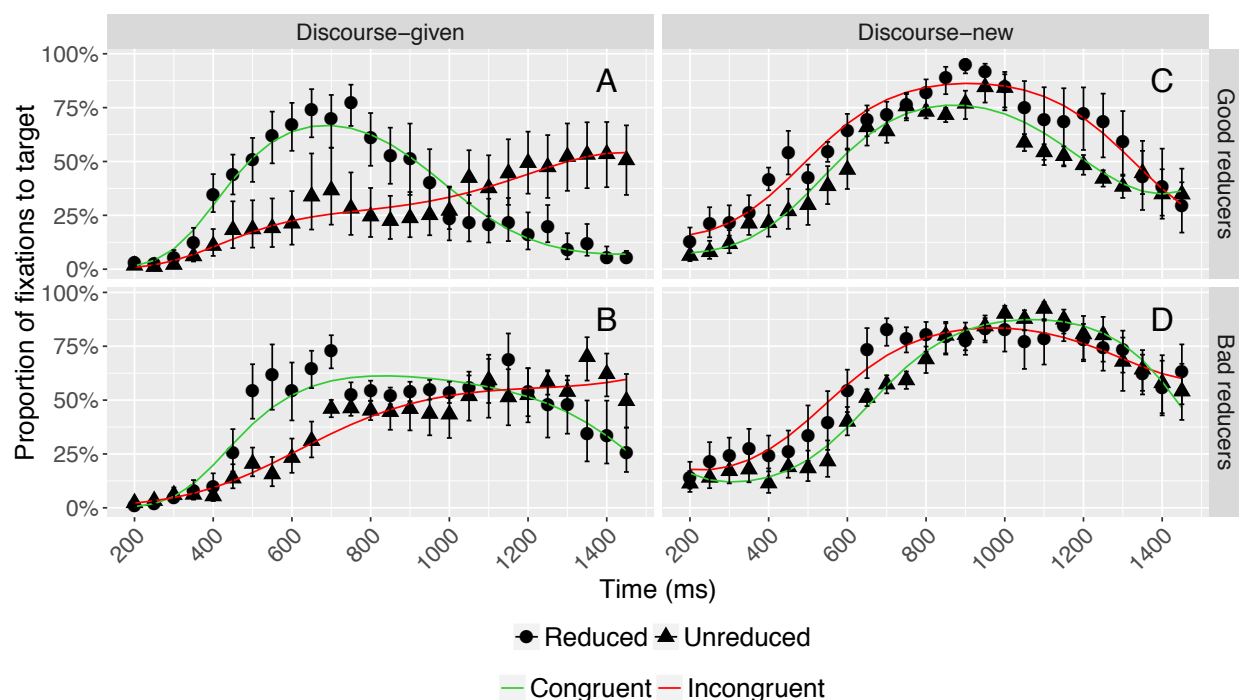 Discourse−given
Discourse−new
100%
75%
50%
25%
0%
A
C
Good reducers
100%
75%
50%
25%
0%
B
D
Bad reducers
Proportion of fixations to target
200
400
600
800
1000
1200
1400
200
400
600
800
1000
1200
1400
Time (ms)
Reduced Unreduced
Congruent Incongruent